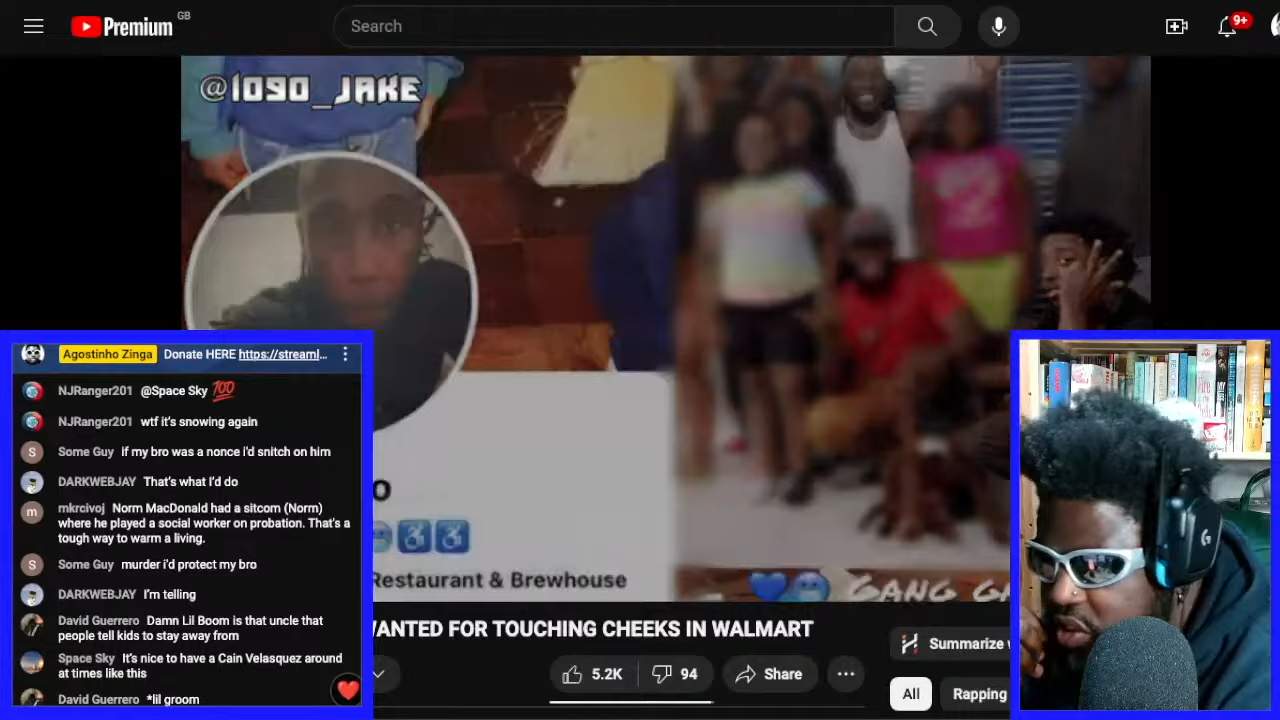 Premium GB
Search
9+
@1090_JAKE
Agostinho Zinga Donate HERE https://streaml...
NJRanger201 @Space Sky 💯
NJRanger201 wtf it's snowing again
S Some Guy if my bro was a nonce i'd snitch on him
DARKWEBJAY That's what i'd do
m mkrcivoj Norm MacDonald had a sitcom (Norm)
where he played a social worker on probation. That's a
tough way to warm a living.
S Some Guy murder i'd protect my bro
DARKWEBJAY I'm telling
David Guerrero Damn Lil Boom is that uncle that
people tell kids to stay away from
Space Sky It's nice to have a Cain Velasquez around
at times like this
David Guerrero *lil groom
o
Restaurant & Brewhouse
GANG
G
WANTED FOR TOUCHING CHEEKS IN WALMART
5.2K
94
Share
Summarize
All
Rapping